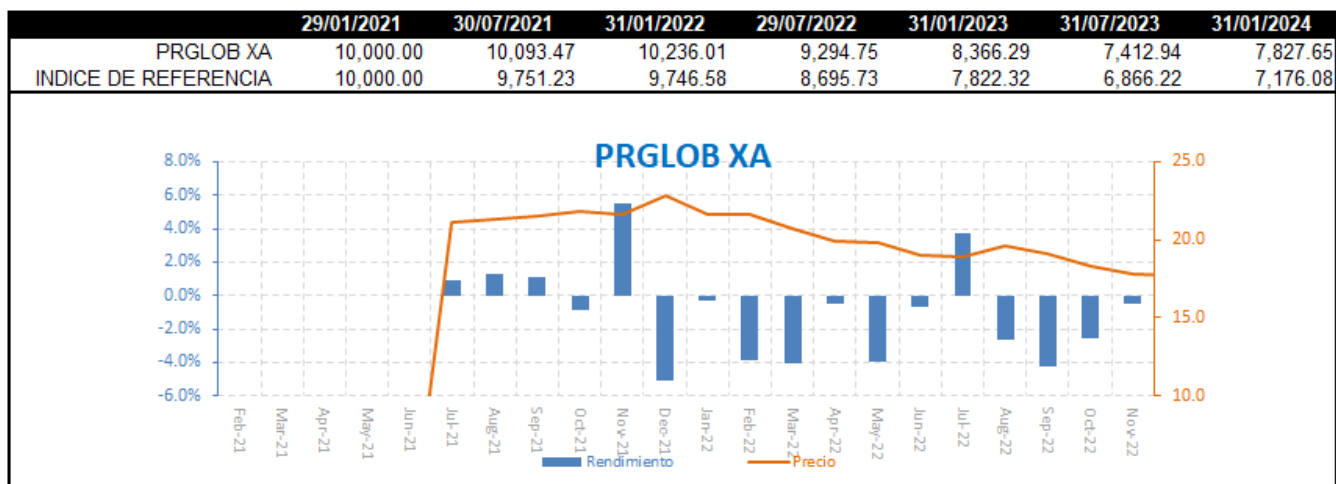 29/01/2021 30/07/2021 31/01/2022 29/07/2022 31/01/2023 31/07/2023 31/01/2024
PRGLOB XA 10,000.00 10,093.47 10,236.01 9,294.75 8,366.29 7,412.94 7,827.65
INDICE DE REFERENCIA 10,000.00 9,751.23 9,746.58 8,695.73 7,822.32 6,866.22 7,176.08
PRGLOB XA
8.0% 25.0
6.0%
4.0%
20.0
2.0%
0.0%
15.0
-2.0%
-4.0%
-6.0% 10.0
Feb-21 Mar-21 Apr-21 May-21 Jun-21 Jul-21 Aug-21 Sep-21 Oct-21 Nov-21 Dec-21 Jan-22 Feb-22 Mar-22 Apr-22 May-22 Jun-22 Jul-22 Aug-22 Sep-22 Oct-22 Nov-22
Rendimiento Precio